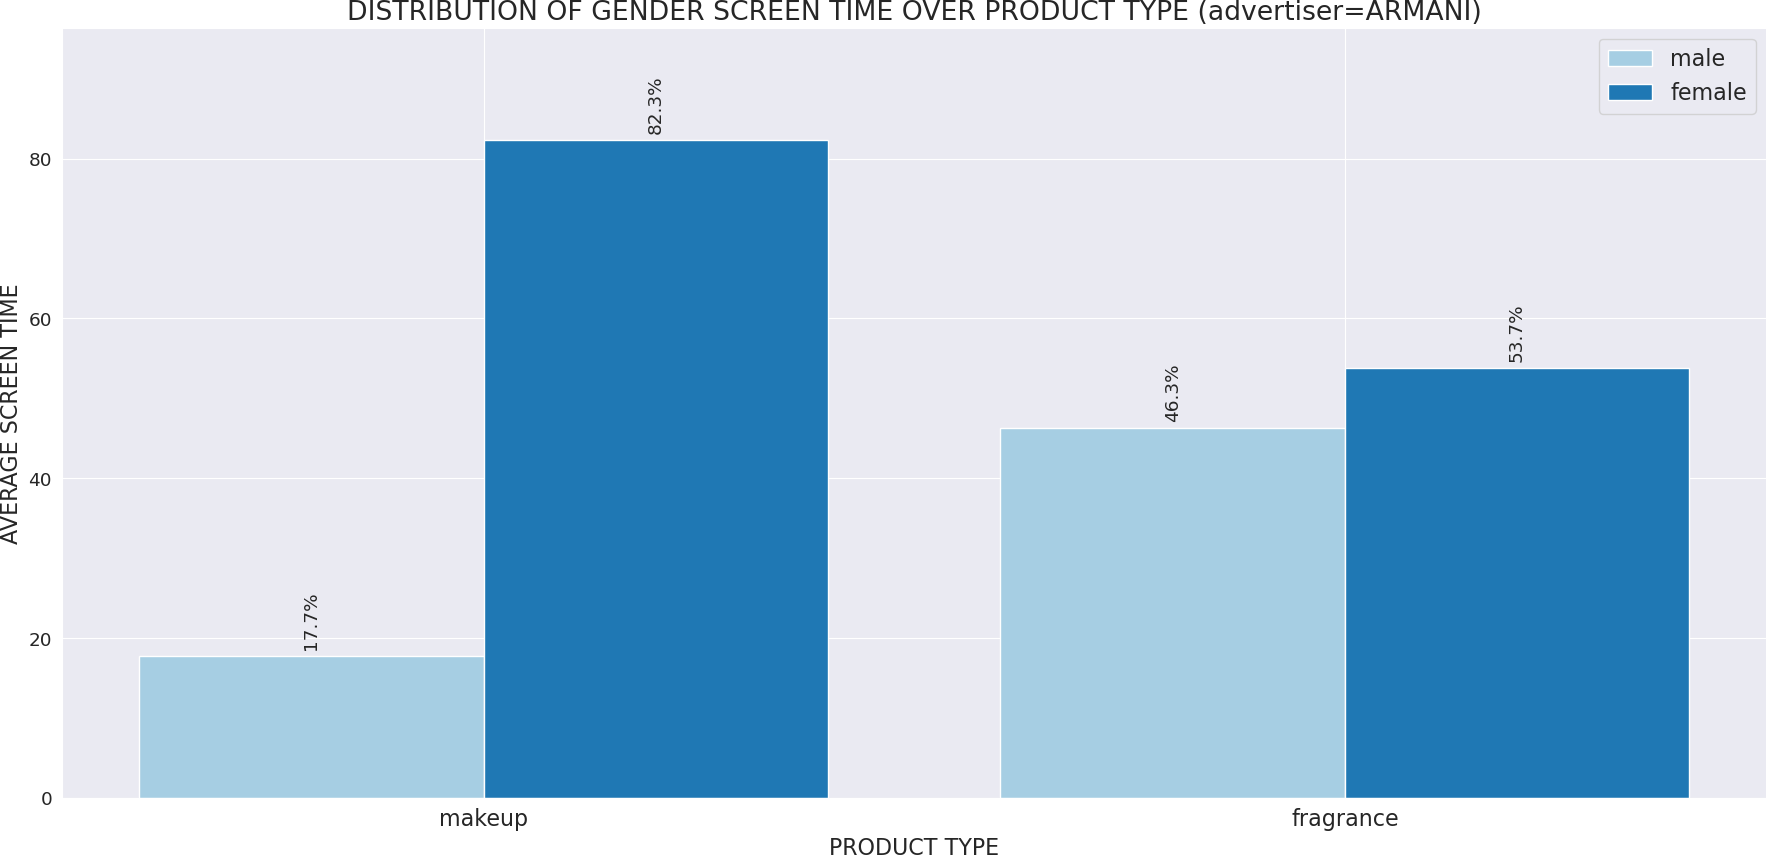 DISTRIBUTION OF GENDER SCREEN TIME OVER PRODUCT TYPE (advertiser=ARMANI)
male
female
AVERAGE SCREEN TIME
80
60
40
20
0
17.7%
82.3%
46.3%
53.7%
makeup
fragrance
PRODUCT TYPE